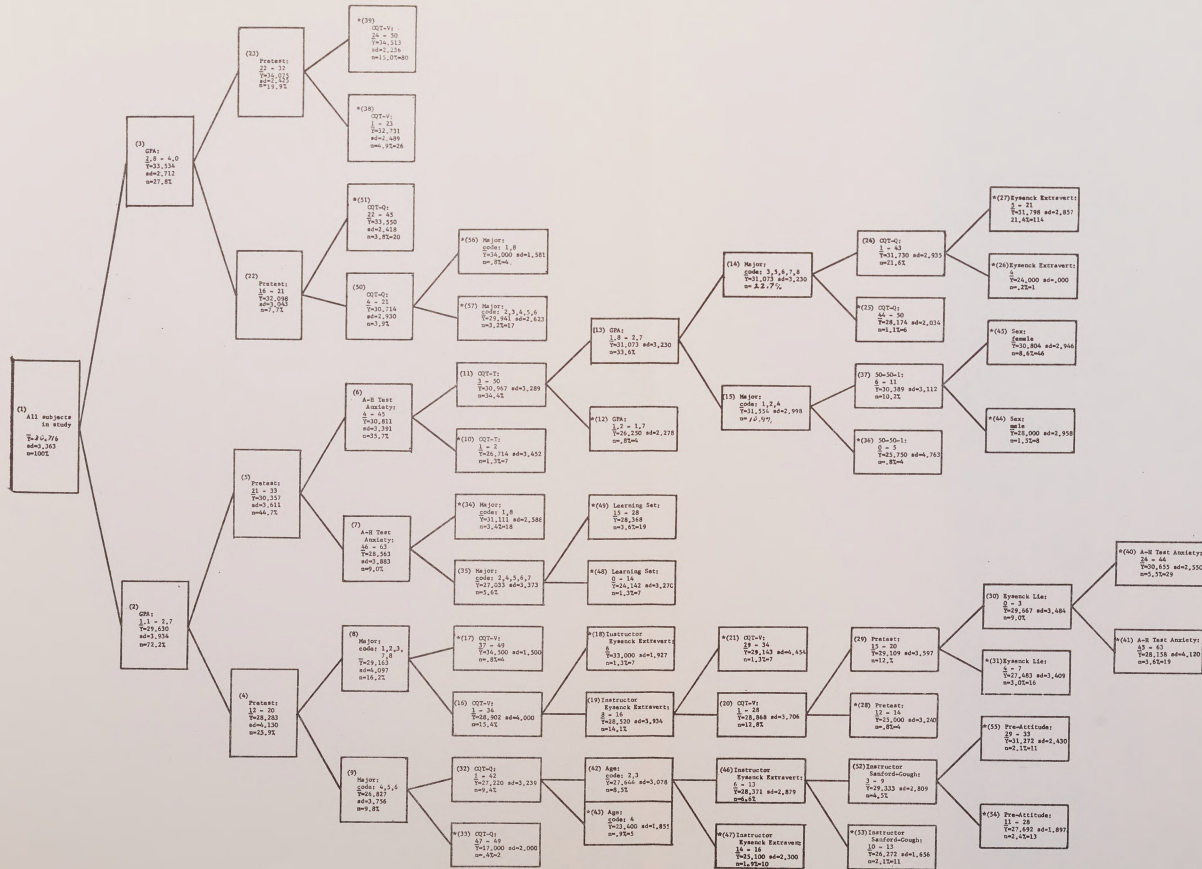 *(39)
CQT-V:
24 - 50
Y=34,513
sd=2,236
n=15,0%=80
(23)
Pretest:
22 - 32
Y=34,075
sd=2,425
n=19,9%
*(38)
CQT-V:
1 - 23
Y=32,731
sd=2,489
n=4,9%=26
(3)
GPA:
2,8 - 4,0
Y=33,534
sd=2,712
n=27,8%
*(51)
CQT-Q:
22 - 45
Y=33,550
sd=2,418
n=3,8%=20
(22)
Pretest:
16 - 21
Y=32,098
sd=3,043
n=7,7%
(50)
CQT-Q:
4 - 21
Y=30,714
sd=2,930
n=3,9%
*(56) Major:
code: 1,8
Y=34,000 sd=1,581
n=,8%=4
*(57) Major:
code: 2,3,4,5,6
Y=29,941 sd=2,623
n=3,2%=17
(1)
All subjects
in study
Y=30,716
sd=3,363
n=100%
(2)
GPA:
1,1 - 2,7
Y=29,630
sd=3,934
n=72,2%
(5)
Pretest:
21 - 33
Y=30,357
sd=3,611
n=44,7%
(6)
A-H Test
Anxiety:
4 - 45
Y=30,811
sd=3,391
n=35,7%
(11) CQT-T:
3 - 50
Y=30,967 sd=3,289
n=34,4%
*(10) CQT-T:
1 - 2
Y=26,714 sd=3,452
n=1,3%=7
(13) GPA:
1,8 - 2,7
Y=31,073 sd=3,230
n=33,6%
*(12) GPA:
1,2 - 1,7
Y=26,250 sd=2,278
n=,8%=4
(14) Major:
code: 3,5,6,7,8
Y=31,073 sd=3,230
(24) CQT-Q:
1 - 43
Y=31,730 sd=2,935
n=21,6%
*(27) Eysenck Extravert:
5 - 21
Y=31,798 sd=2,857
21,4%=114
*(26) Eysenck Extravert:
4
Y=24,000 sd=,000
n=,2%=1
*(25) CQT-Q:
44 - 50
Y=28,174 sd=2,034
n=1,1%=6
(15) Major:
code: 1,2,4
Y=31,554 sd=2,998
(37) 50-50-1:
6 - 11
Y=30,389 sd=3,112
n=10,2%
*(45) Sex:
female
Y=30,804 sd=2,946
n=8,6%=46
*(44) Sex:
male
Y=28,000 sd=2,958
n=1,5%=8
*(36) 50-50-1:
0 - 5
Y=25,750 sd=4,763
n=,8%=4
(7)
A-H Test
Anxiety:
46 - 63
Y=28,563
sd=3,883
n=9,0%
*(34) Major:
code: 1,8
Y=31,111 sd=2,386
n=3,4%=18
(35) Major:
code: 2,4,5,6,7
Y=27,033 sd=3,373
n=5,6%
*(49) Learning Set:
15 - 28
Y=28,368
n=3,6%=19
*(48) Learning Set:
0 - 14
Y=24,142 sd=3,270
n=1,3%=7
(4)
Pretest:
12 - 20
Y=28,283
sd=4,130
n=25,9%
(8)
Major:
code: 1,2,3,
7,8
Y=29,163
sd=4,097
n=16,2%
*(17) CQT-V:
37 - 49
Y=34,500 sd=1,500
n=,8%=4
(16) CQT-V:
1 - 34
Y=28,902 sd=4,000
n=15,4%
*(18) Instructor
Eysenck Extravert:
6
Y=33,000 sd=1,927
n=1,3%=7
(19) Instructor
Eysenck Extravert:
8 - 16
Y=28,520 sd=3,934
n=14,1%
*(21) CQT-V:
29 - 34
Y=29,143 sd=4,454
n=1,3%=7
(20) CQT-V:
1 - 28
Y=28,868 sd=3,706
n=12,8%
(29) Pretest:
15 - 20
Y=29,109 sd=3,597
n=12,%
*(28) Pretest:
12 - 14
Y=25,000 sd=3,240
n=,8%=4
(30) Eysenck Lie:
0 - 3
Y=29,667 sd=3,484
n=9,0%
*(31) Eysenck Lie:
4 - 7
Y=27,483 sd=3,409
n=3,0%=16
*(40) A-H Test Anxiety:
24 - 44
Y=30,655 sd=2,550
n=5,5%=29
*(41) A-H Test Anxiety:
45 - 63
Y=28,158 sd=4,120
n=3,6%=19
(9)
Major:
code: 4,5,6
Y=26,827
sd=3,756
n=9,8%
(32) CQT-Q:
1 - 42
Y=27,220 sd=3,239
n=9,4%
*(33) CQT-Q:
47 - 49
Y=17,000 sd=2,000
n=,4%=2
(42) Age:
code: 2,3
Y=27,644 sd=3,078
n=8,5%
*(43) Age:
code: 4
Y=23,400 sd=1,855
n=,9%=5
(46) Instructor
Eysenck Extravert:
6 - 13
Y=28,371 sd=2,879
n=6,6%
*(47) Instructor
Eysenck Extravert:
14 - 16
Y=25,100 sd=2,300
n=1,9%=10
(52) Instructor
Sanford-Gough:
3 - 9
Y=29,333 sd=2,809
n=4,5%
*(53) Instructor
Sanford-Gough:
10 - 13
Y=26,272 sd=1,656
n=2,1%=11
*(55) Pre-Attitude:
29 - 33
Y=31,272 sd=2,430
n=2,1%=11
*(54) Pre-Attitude:
11 - 28
Y=27,692 sd=1,897
n=2,4%=13